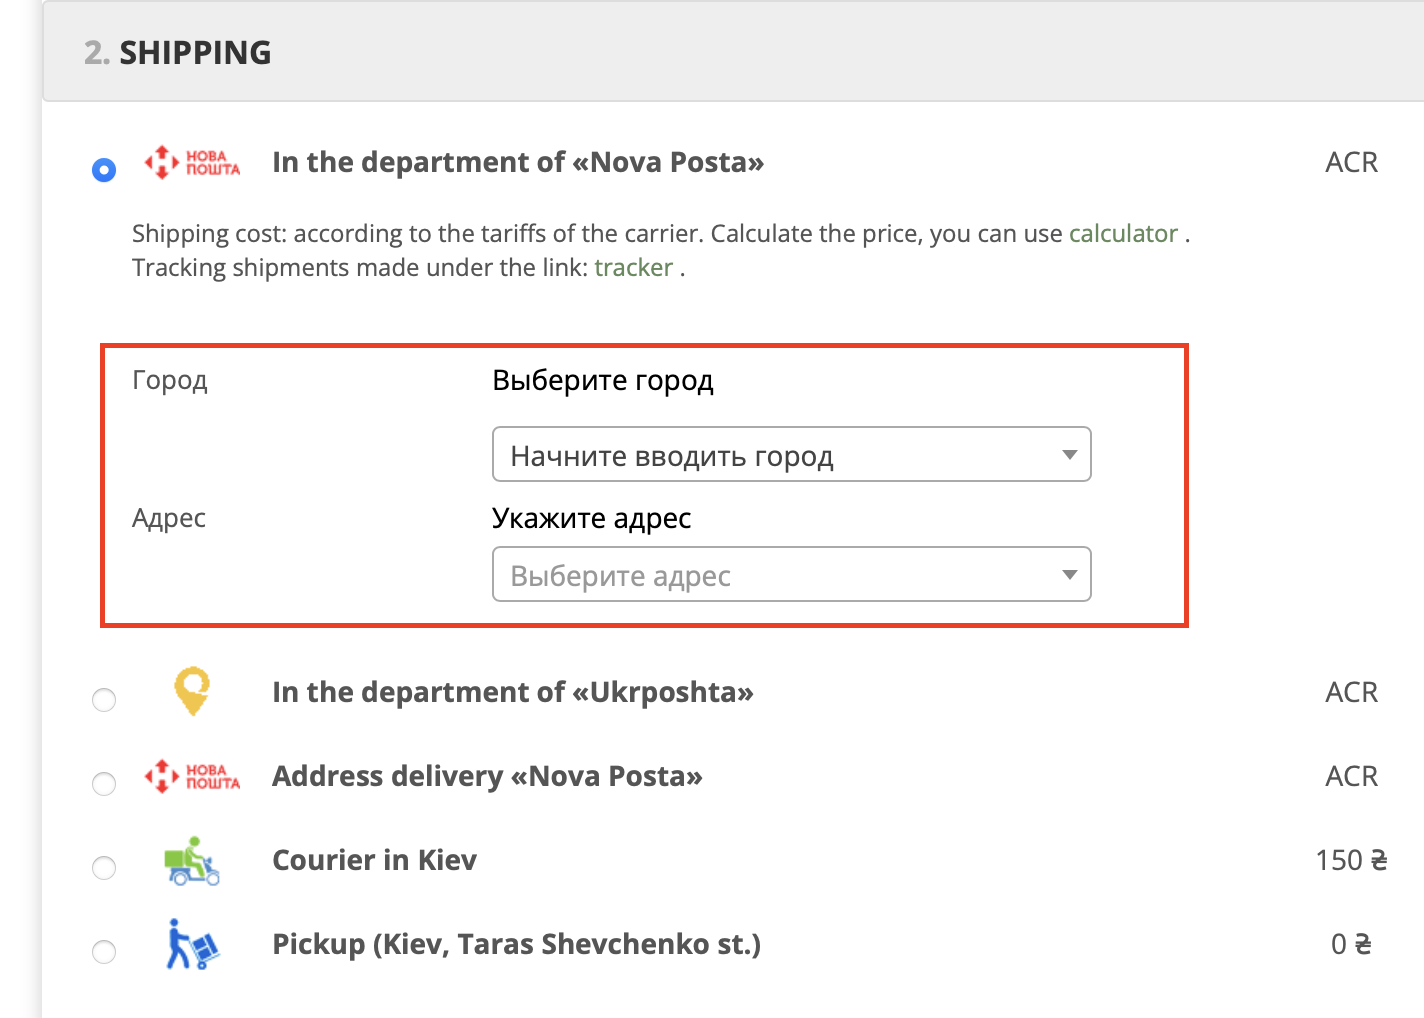 2. SHIPPING
НОВА ПОШТА
In the department of «Nova Posta»
ACR
Shipping cost: according to the tariffs of the carrier. Calculate the price, you can use calculator .
Tracking shipments made under the link: tracker .
Город
Выберите город
Начните вводить город
Адрес
Укажите адрес
Выберите адрес
In the department of «Ukrposhta»
ACR
НОВА ПОШТА
Address delivery «Nova Posta»
ACR
Courier in Kiev
150 ₴
Pickup (Kiev, Taras Shevchenko st.)
0 ₴